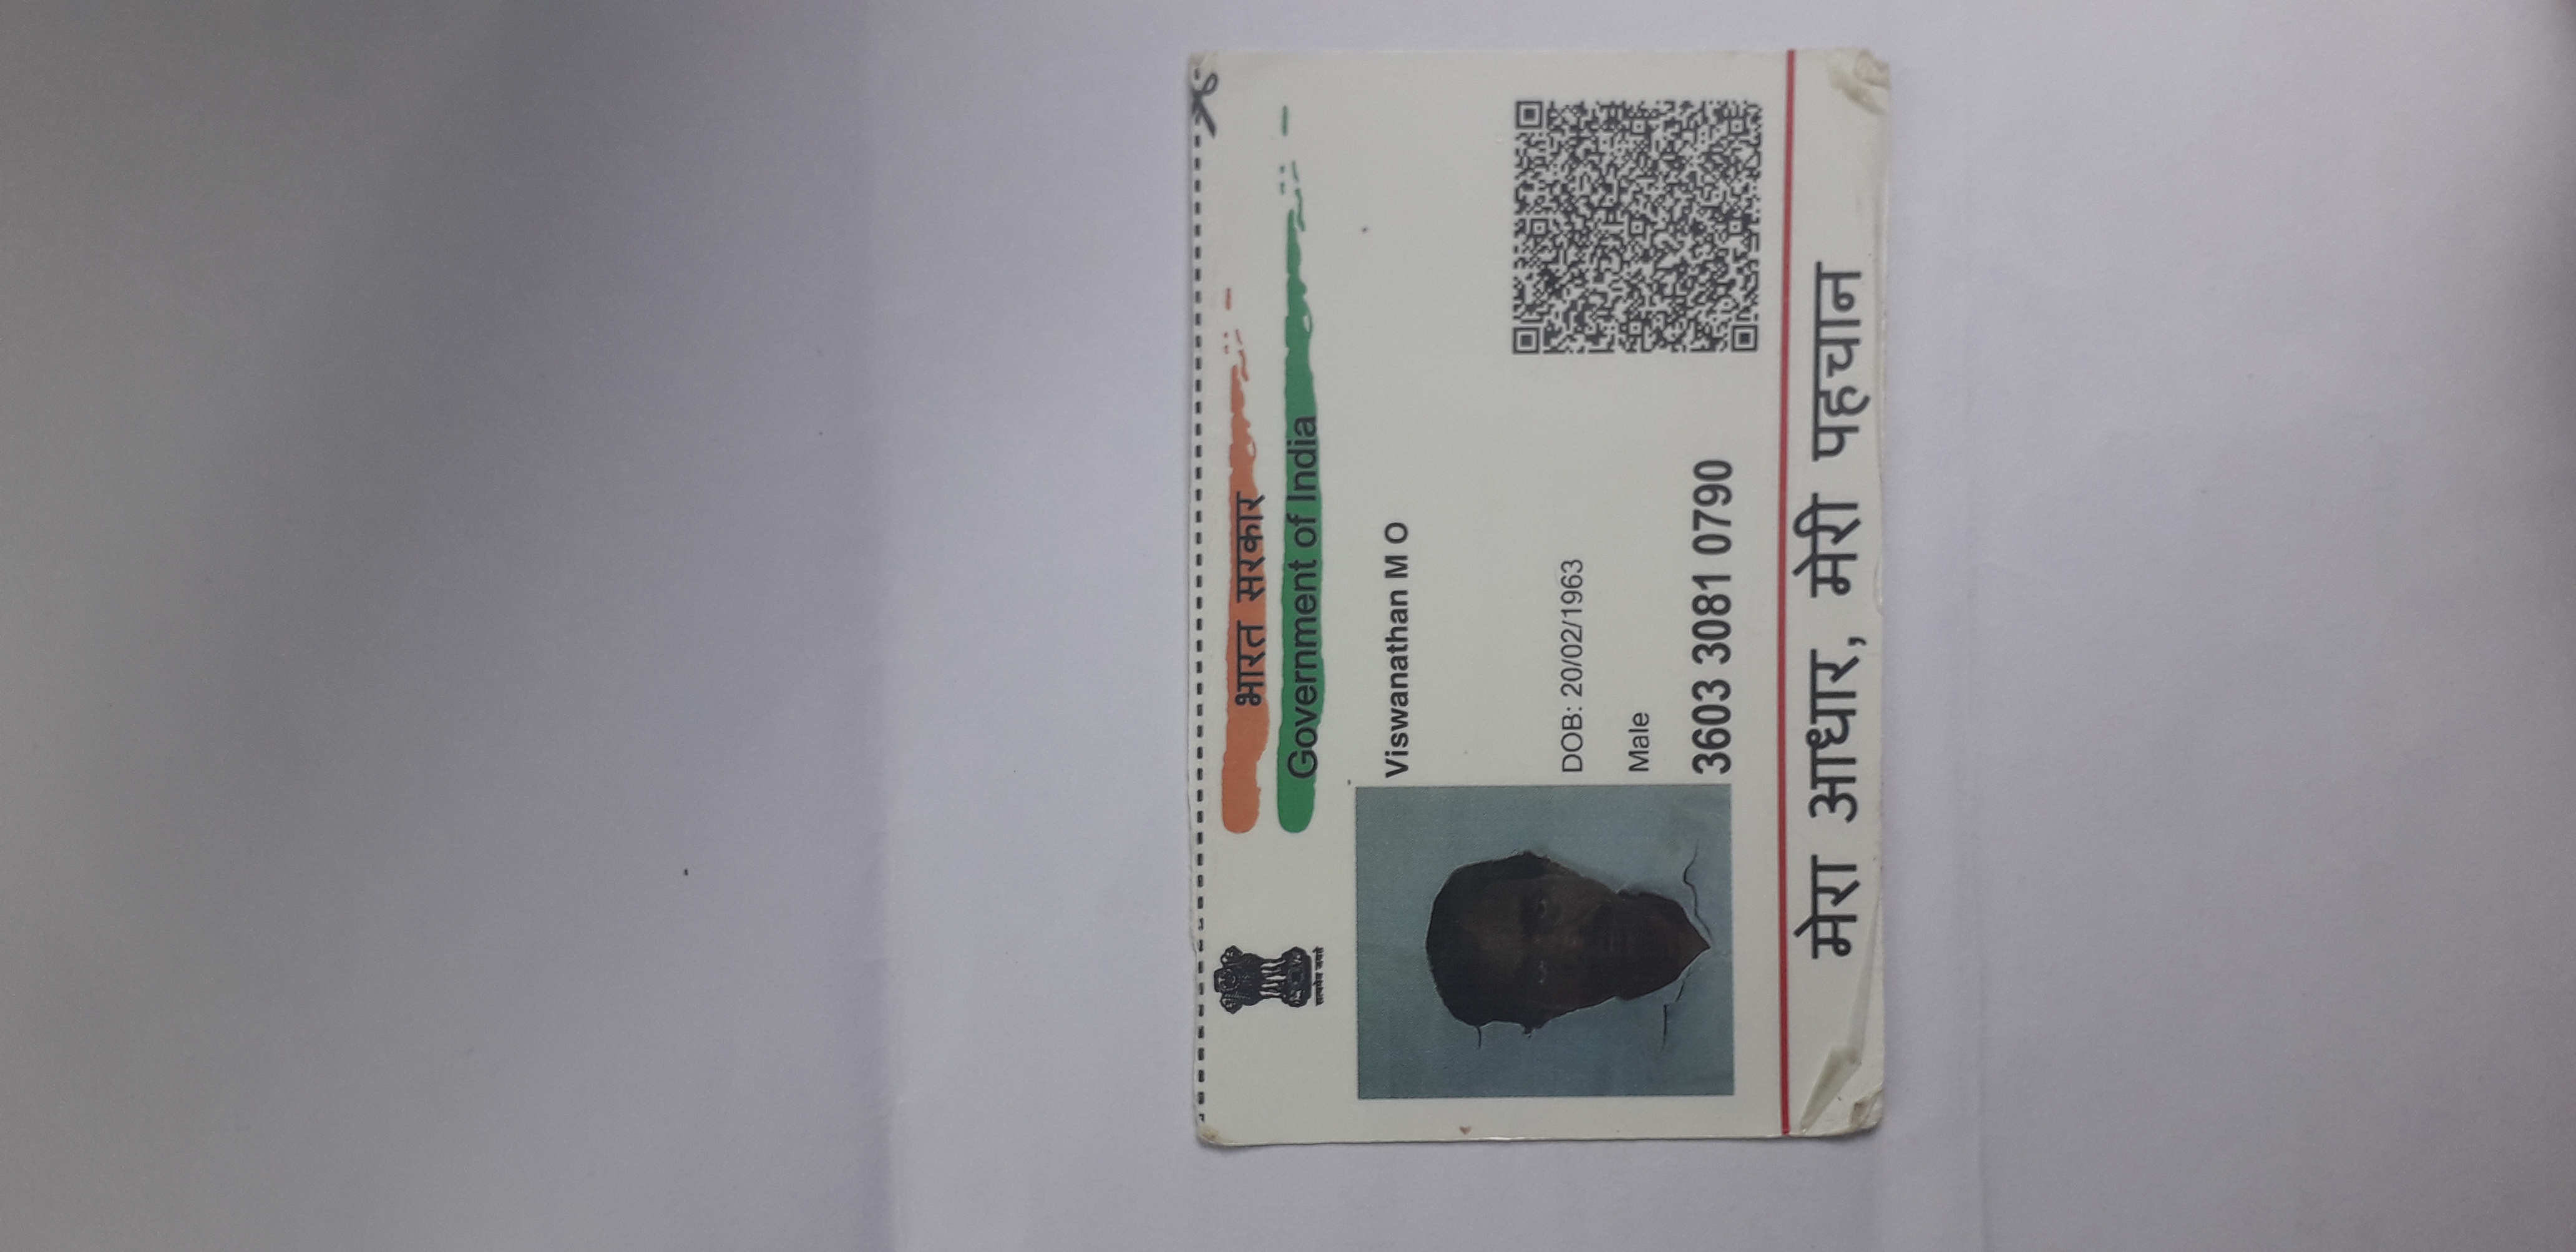 सत्यमेव जयते
भारत सरकार
Government of India
Viswanathan M O
DOB: 20/02/1963
Male
3603 3081 0790
मेरा आधार, मेरी पहचान